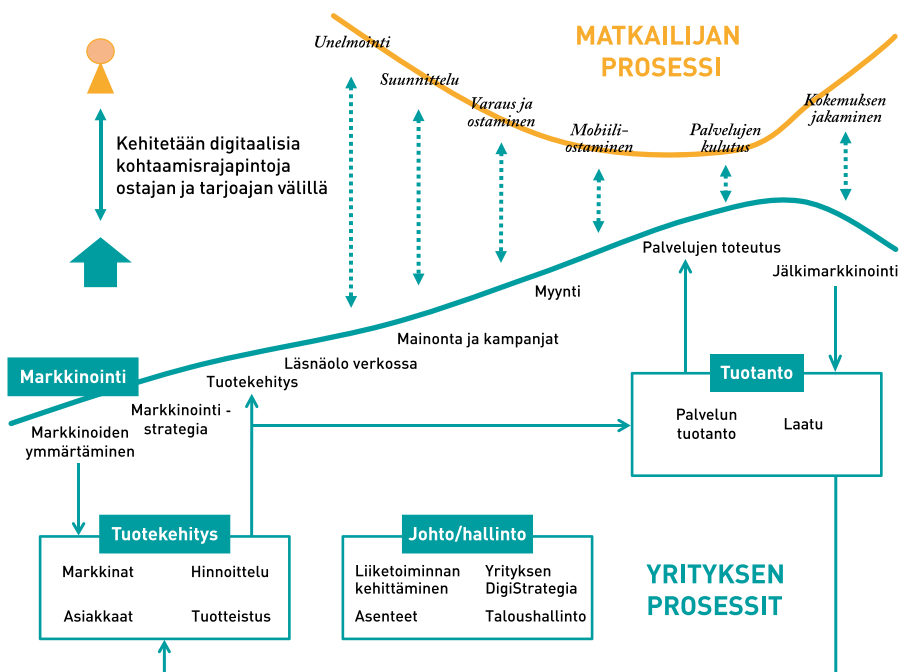 MATKAILIJAN
PROSESSI
Unelmointi
Suunnittelu
Varaus ja
ostaminen
Mobiili-
ostaminen
Palvelujen
kulutus
Kokemuksen
jakaminen
Kehitetään digitaalisia
kohtaamisrajapintoja
ostajan ja tarjoajan välillä
Palvelujen toteutus
Jälkimarkkinointi
Myynti
Mainonta ja kampanjat
Läsnäolo verkossa
Tuotekehitys
Markkinointi -
strategia
Markkinointi
Markkinoiden
ymmärtäminen
Tuotanto
Palvelun
tuotanto
Laatu
Tuotekehitys
Markkinat
Hinnoittelu
Asiakkaat
Tuotteistus
Johto/hallinto
Liiketoiminnan
kehittäminen
Yrityksen
DigiStrategia
Asenteet
Taloushallinto
YRITYKSEN
PROSESSIT